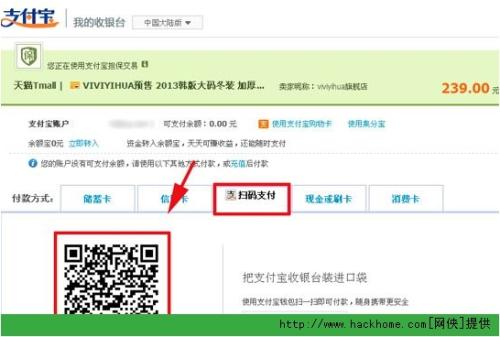 支付宝 我的收银台 中国大陆版
您正在使用支付宝担保交易
天猫Tmall | VIVIYIHUA预售 2013韩版大码冬装 加厚... 卖家昵称：viviyihua旗舰店 239.00 元
支付宝账户 可支付余额：0.00 元 使用支付宝购物卡 使用集分宝
余额宝0元 立即转入 资金转入余额宝，天天可赚收益，还能随时支付
您的账户没有可支付余额，请使用以下其他方式付款，或充值后付款
付款方式： 储蓄卡 信用卡 扫码支付 现金或刷卡 消费卡
把支付宝收银台装进口袋
使用支付宝钱包扫一扫即可付款，随身携带更安全
http://www.hackhome.com[网侠]提供